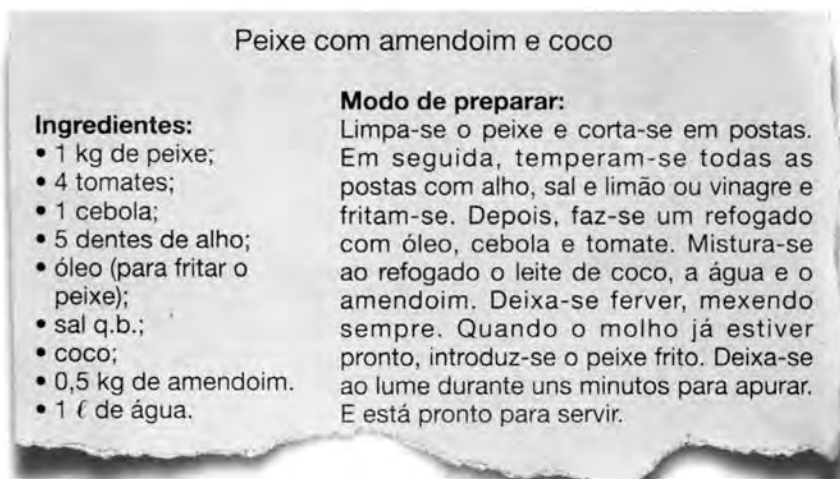 Peixe com amendoim e coco
Ingredientes:
• 1 kg de peixe;
• 4 tomates;
• 1 cebola;
• 5 dentes de alho;
• óleo (para fritar o
peixe);
• sal q.b.;
• coco;
• 0,5 kg de amendoim.
• 1 ℓ de água.
Modo de preparar:
Limpa-se o peixe e corta-se em postas.
Em seguida, temperam-se todas as
postas com alho, sal e limão ou vinagre e
fritam-se. Depois, faz-se um refogado
com óleo, cebola e tomate. Mistura-se
ao refogado o leite de coco, a água e o
amendoim. Deixa-se ferver, mexendo
sempre. Quando o molho já estiver
pronto, introduz-se o peixe frito. Deixa-se
ao lume durante uns minutos para apurar.
E está pronto para servir.